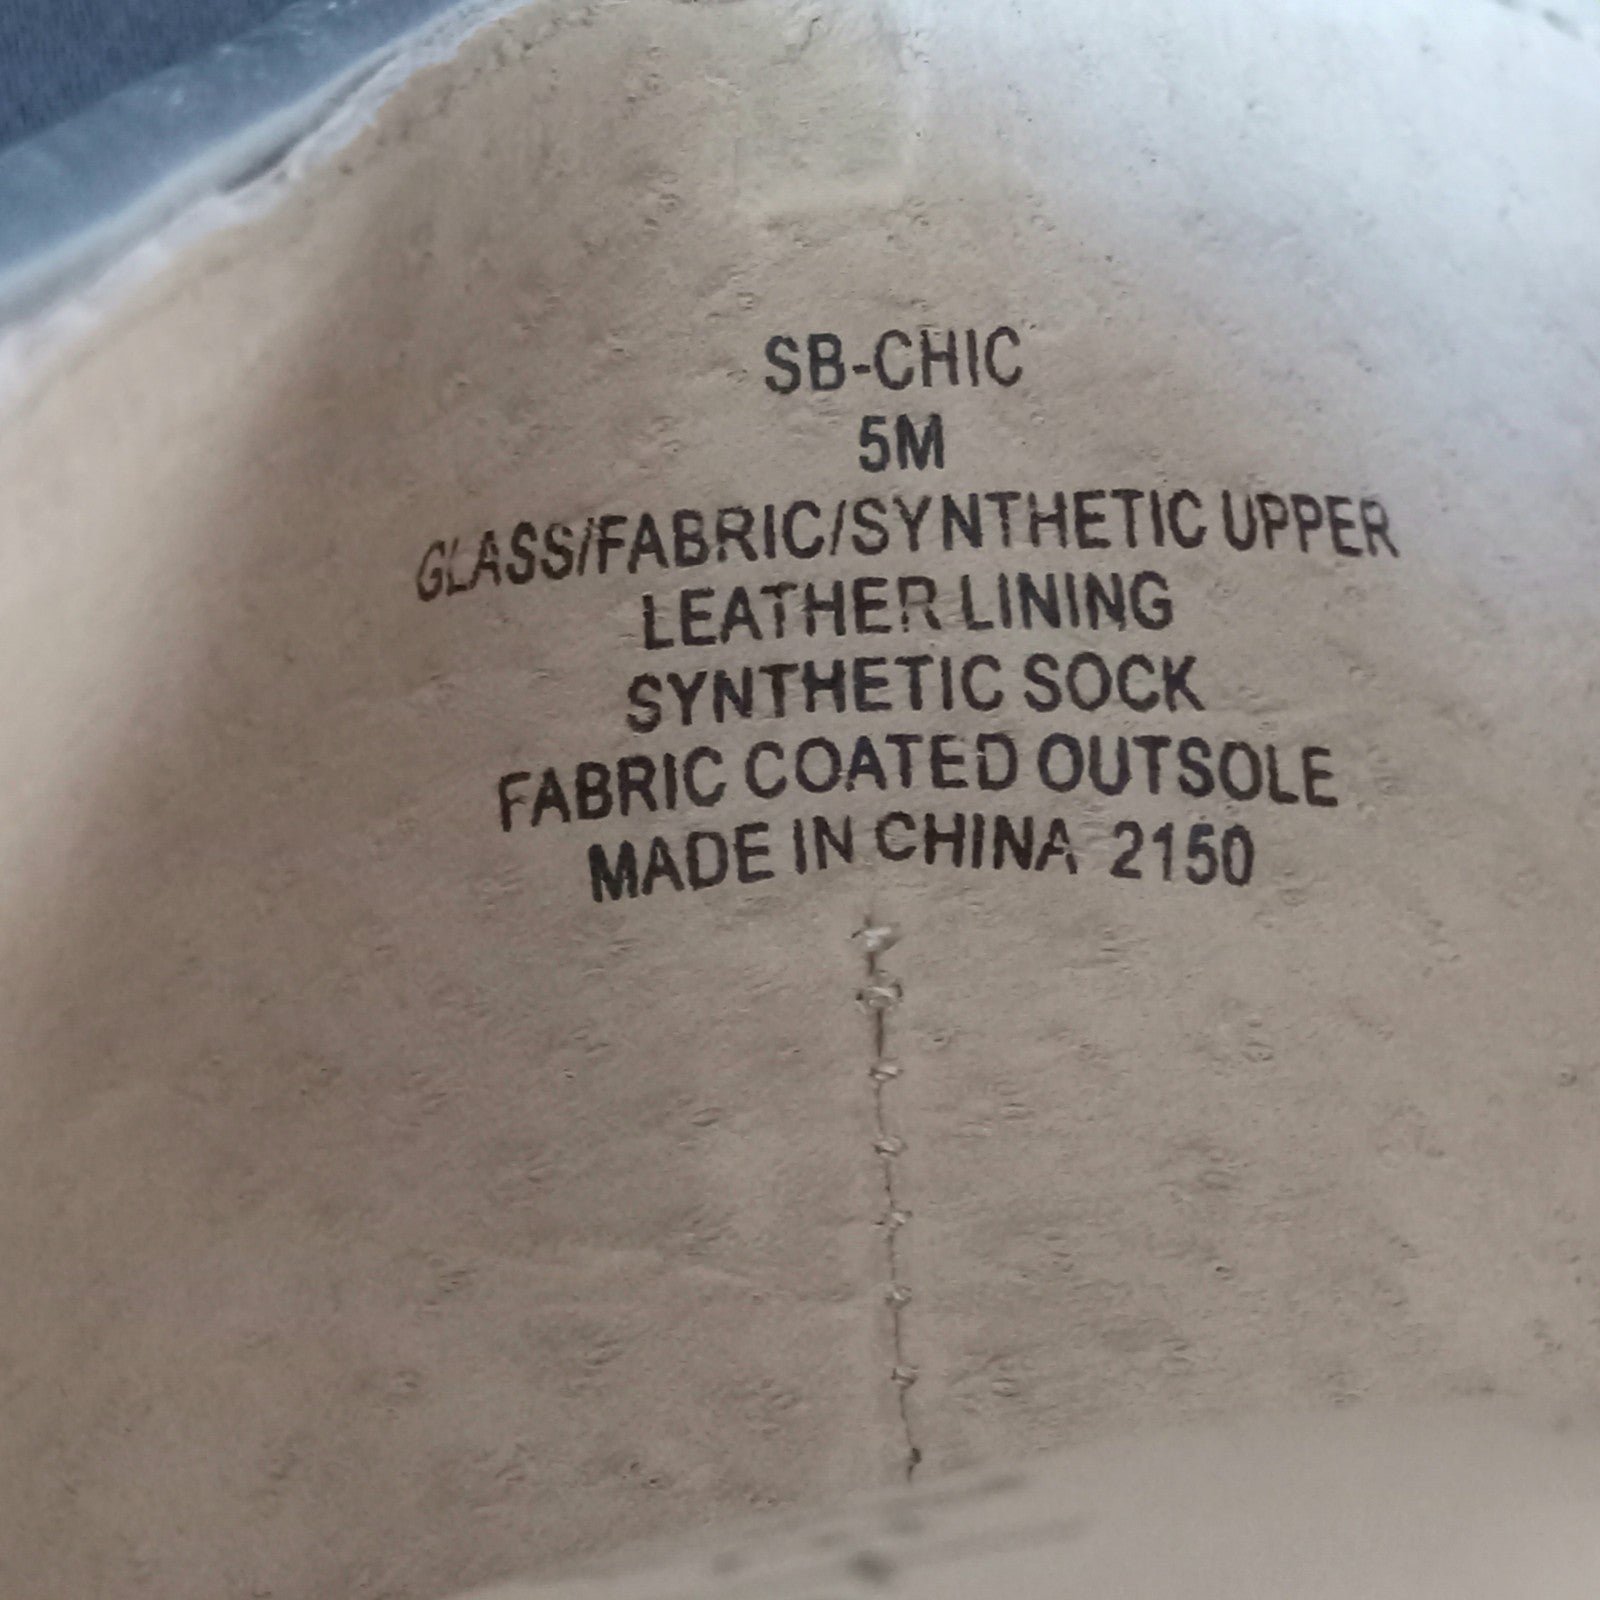 SB-CHIC
5M
GLASS/FABRIC/SYNTHETIC UPPER
LEATHER LINING
SYNTHETIC SOCK
FABRIC COATED OUTSOLE
MADE IN CHINA 2150